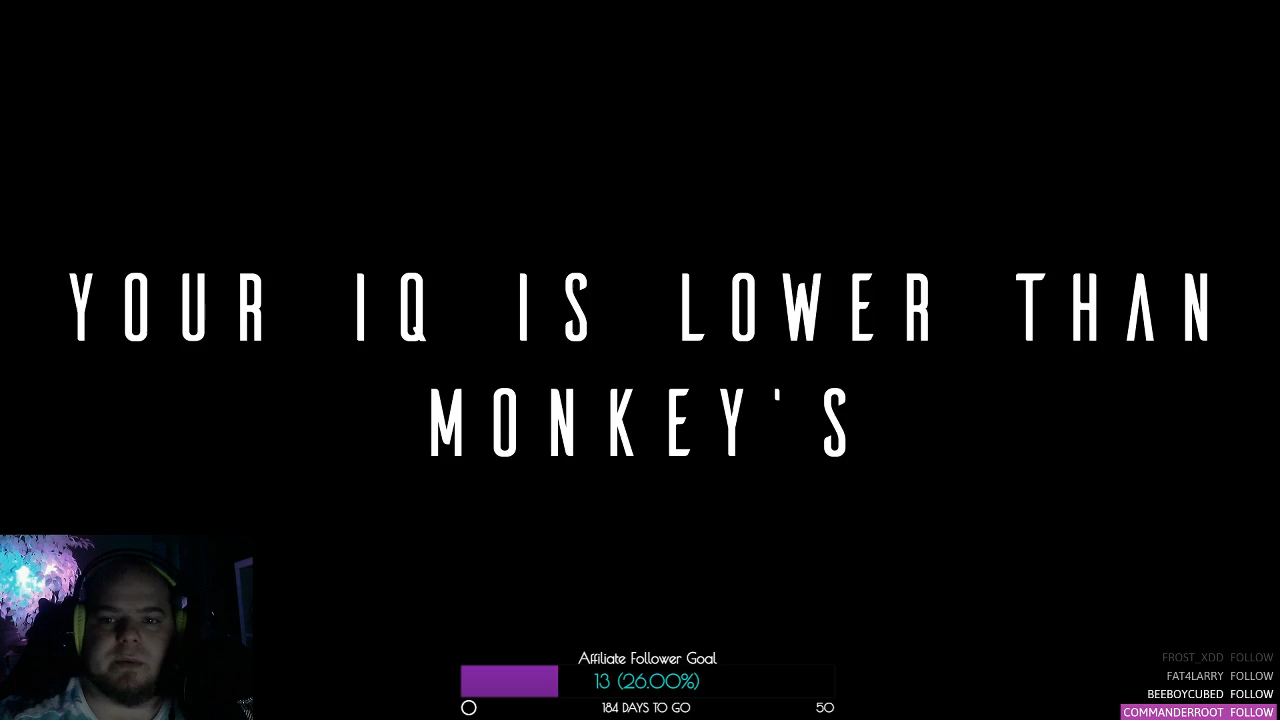 YOUR IQ IS LOWER THAN
MONKEY'S
Affiliate Follower Goal
13 (26.00%)
0 184 DAYS TO GO 50
FROST_XDD FOLLOW
FAT4LARRY FOLLOW
BEEBOYCUBED FOLLOW
COMMANDERROOT FOLLOW